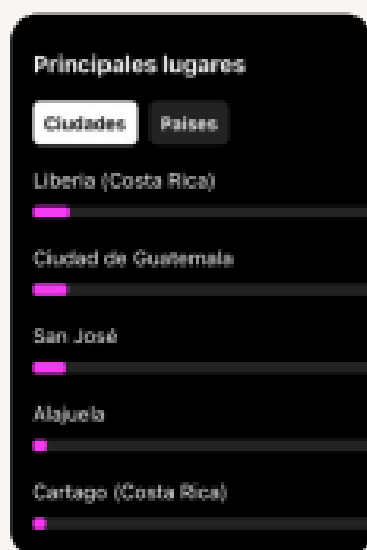 Principales lugares
Ciudades Países
Liberia (Costa Rica)
Ciudad de Guatemala
San José
Alajuela
Cartago (Costa Rica)